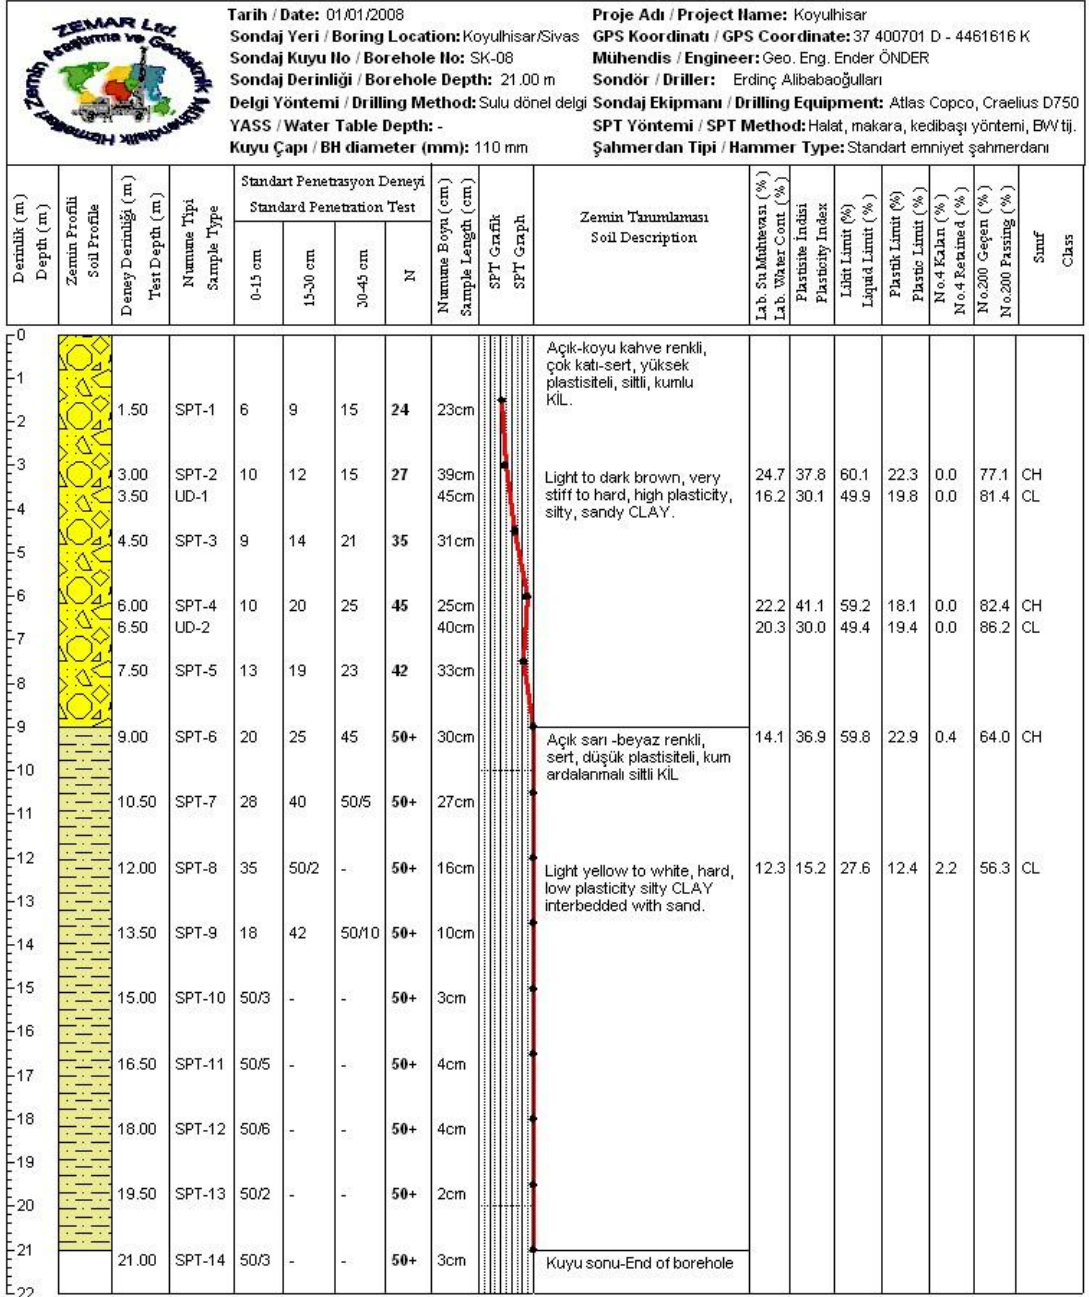 ZEMAR Ltd.
Zemin Araştırma ve Geoteknik Mühendislik Hizmetleri
Tarih / Date: 01/01/2008
Sondaj Yeri / Boring Location: Koyulhisar/Sivas
Sondaj Kuyu No / Borehole No: SK-08
Sondaj Derinliği / Borehole Depth: 21.00 m
Delgi Yöntemi / Drilling Method: Sulu dönel delgi
YASS / Water Table Depth: -
Kuyu Çapı / BH diameter (mm): 110 mm
Proje Adı / Project Name: Koyulhisar
GPS Koordinatı / GPS Coordinate: 37 400701 D - 4461616 K
Mühendis / Engineer: Geo. Eng. Ender ÖNDER
Sondör / Driller: Erdinç Alibabaoğulları
Sondaj Ekipmanı / Drilling Equipment: Atlas Copco, Craelius D750
SPT Yöntemi / SPT Method: Halat, makara, kedibaşı yöntemi, BW tij.
Şahmerdan Tipi / Hammer Type: Standart emniyet şahmerdanı
Derinlik ( m )
Depth ( m )
Zemin Profili
Soil Profile
Deney Derinliği ( m )
Test Depth ( m )
Numune Tipi
Sample Type
Standart Penetrasyon Deneyi
Standard Penetration Test
0-15 cm
15-30 cm
30-45 cm
N
Numune Boyu ( cm )
Sample Length ( cm )
SPT Grafik
SPT Graph
Zemin Tanımlaması
Soil Description
Lab. Su Muhtevası ( % )
Lab. Water Cont ( % )
Plastisite Indisi
Plasticity Index
Likit Limit (%)
Liquid Limit ( % )
Plastik Limit (%)
Plastic Limit ( % )
No.4 Kalan ( % )
No.4 Retained ( % )
No.200 Geçen ( % )
No.200 Passing ( % )
Sınıf
Class
0
1
2
3
4
5
6
7
8
9
10
11
12
13
14
15
16
17
18
19
20
21
22
1.50 SPT-1 6 9 15 24 23cm
3.00 SPT-2 10 12 15 27 39cm 24.7 37.8 60.1 22.3 0.0 77.1 CH
3.50 UD-1 45cm 16.2 30.1 49.9 19.8 0.0 81.4 CL
4.50 SPT-3 9 14 21 35 31cm
6.00 SPT-4 10 20 25 45 25cm 22.2 41.1 59.2 18.1 0.0 82.4 CH
6.50 UD-2 40cm 20.3 30.0 49.4 19.4 0.0 86.2 CL
7.50 SPT-5 13 19 23 42 33cm
9.00 SPT-6 20 25 45 50+ 30cm 14.1 36.9 59.8 22.9 0.4 64.0 CH
10.50 SPT-7 28 40 50/5 50+ 27cm
12.00 SPT-8 35 50/2 - 50+ 16cm 12.3 15.2 27.6 12.4 2.2 56.3 CL
13.50 SPT-9 18 42 50/10 50+ 10cm
15.00 SPT-10 50/3 - - 50+ 3cm
16.50 SPT-11 50/5 - - 50+ 4cm
18.00 SPT-12 50/6 - - 50+ 4cm
19.50 SPT-13 50/2 - - 50+ 2cm
21.00 SPT-14 50/3 - - 50+ 3cm
Açık-koyu kahve renkli,
çok katı-sert, yüksek
plastisiteli, siltli, kumlu
KİL.
Light to dark brown, very
stiff to hard, high plasticity,
silty, sandy CLAY.
Açık sarı -beyaz renkli,
sert, düşük plastisiteli, kum
ardalanmalı siltli KİL
Light yellow to white, hard,
low plasticity silty CLAY
interbedded with sand.
Kuyu sonu-End of borehole